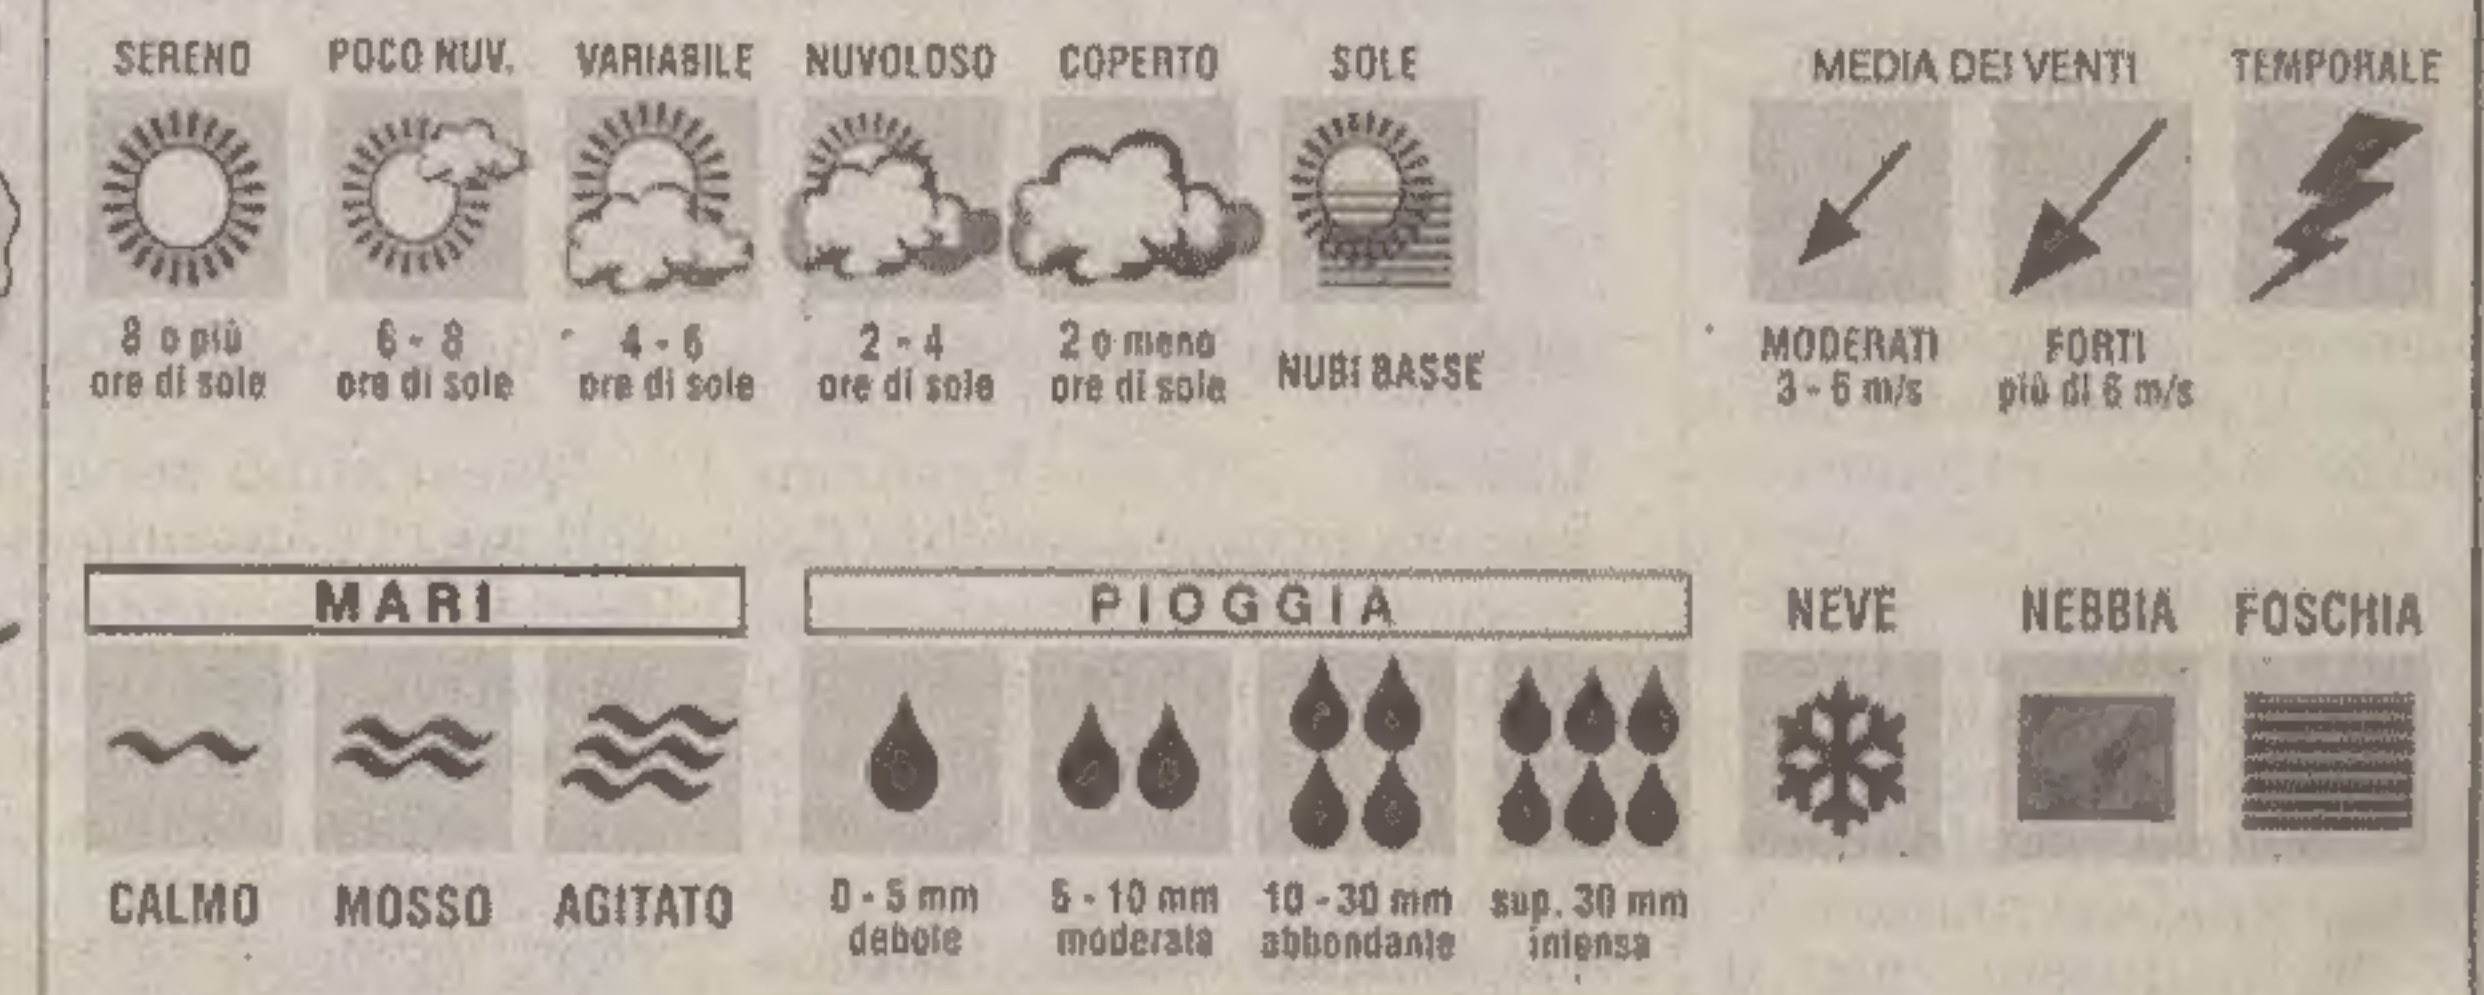 SERENO POCO NUV. VARIABILE NUVOLOSO COPERTO SOLE MEDIA DEI VENTI TEMPORALE
8 o più 6 - 8 4 - 6 2 - 4 2 o meno
ore di sole ore di sole ore di sole ore di sole ore di sole NUBI BASSE
MODERATI FORTI
3 - 6 m/s più di 6 m/s
MARI PIOGGIA NEVE NEBBIA FOSCHIA
CALMO MOSSO AGITATO
0 - 5 mm 5 - 10 mm 10 - 30 mm sup. 30 mm
debole moderata abbondante intensa